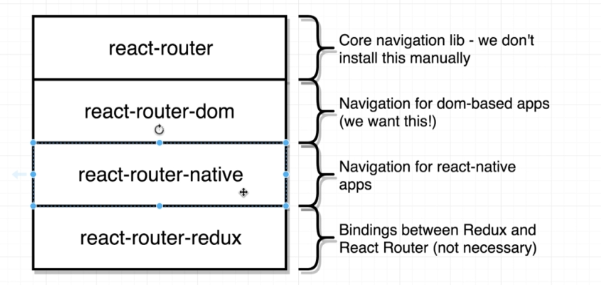 react-router
Core navigation lib - we don't
install this manually
react-router-dom
Navigation for dom-based apps
(we want this!)
react-router-native
Navigation for react-native
apps
react-router-redux
Bindings between Redux and
React Router (not necessary)